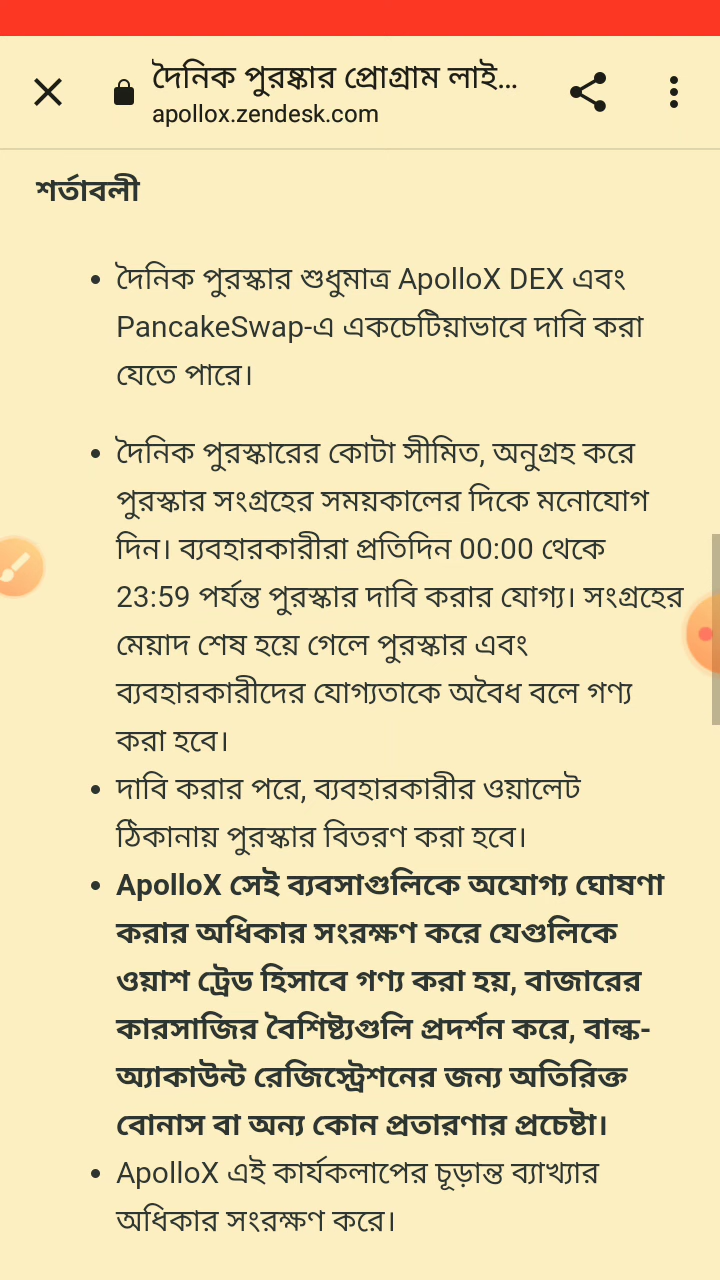 দৈনিক পুরষ্কার প্রোগ্রাম লাই...
apollox.zendesk.com
শর্তাবলী
• দৈনিক পুরস্কার শুধুমাত্র ApolloX DEX এবং
PancakeSwap-এ একচেটিয়াভাবে দাবি করা
যেতে পারে।
• দৈনিক পুরস্কারের কোটা সীমিত, অনুগ্রহ করে
পুরস্কার সংগ্রহের সময়কালের দিকে মনোযোগ
দিন। ব্যবহারকারীরা প্রতিদিন 00:00 থেকে
23:59 পর্যন্ত পুরস্কার দাবি করার যোগ্য। সংগ্রহের
মেয়াদ শেষ হয়ে গেলে পুরস্কার এবং
ব্যবহারকারীদের যোগ্যতাকে অবৈধ বলে গণ্য
করা হবে।
• দাবি করার পরে, ব্যবহারকারীর ওয়ালেট
ঠিকানায় পুরস্কার বিতরণ করা হবে।
• ApolloX সেই ব্যবসাগুলিকে অযোগ্য ঘোষণা
করার অধিকার সংরক্ষণ করে যেগুলিকে
ওয়াশ ট্রেড হিসাবে গণ্য করা হয়, বাজারের
কারসাজির বৈশিষ্ট্যগুলি প্রদর্শন করে, বাল্ক-
অ্যাকাউন্ট রেজিস্ট্রেশনের জন্য অতিরিক্ত
বোনাস বা অন্য কোন প্রতারণার প্রচেষ্টা।
• ApolloX এই কার্যকলাপের চূড়ান্ত ব্যাখ্যার
অধিকার সংরক্ষণ করে।